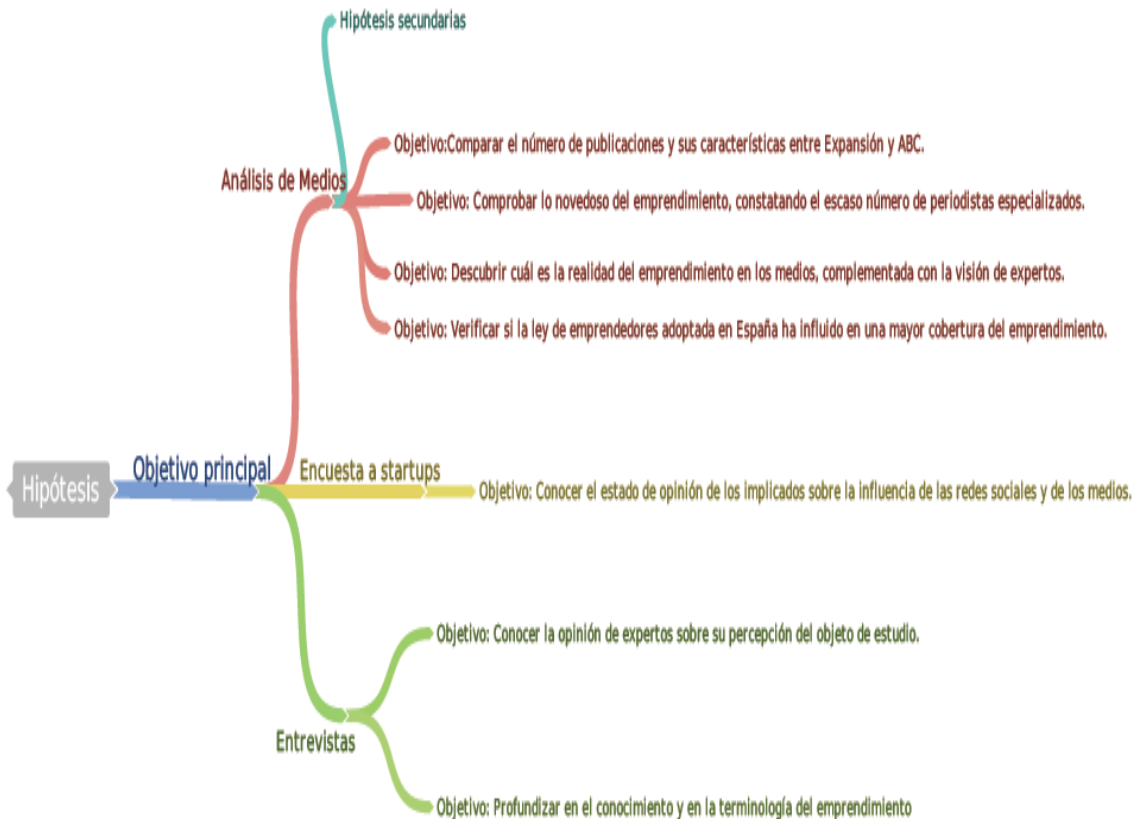 Hipótesis secundarias
Objetivo:Comparar el número de publicaciones y sus características entre Expansión y ABC.
Análisis de Medios
Objetivo: Comprobar lo novedoso del emprendimiento, constatando el escaso número de periodistas especializados.
Objetivo: Descubrir cuál es la realidad del emprendimiento en los medios, complementada con la visión de expertos.
Objetivo: Verificar si la ley de emprendedores adoptada en España ha influido en una mayor cobertura del emprendimiento.
Hipótesis
Objetivo principal
Encuesta a startups
Objetivo: Conocer el estado de opinión de los implicados sobre la influencia de las redes sociales y de los medios.
Objetivo: Conocer la opinión de expertos sobre su percepción del objeto de estudio.
Entrevistas
Objetivo: Profundizar en el conocimiento y en la terminología del emprendimiento